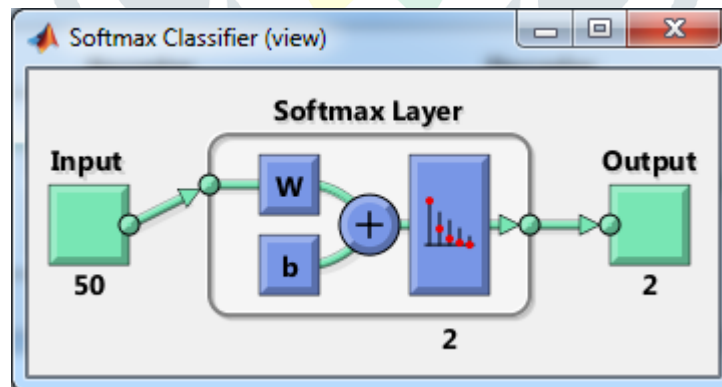 Softmax Classifier (view)
Softmax Layer
Input
Output
W
+
b
50
2
2